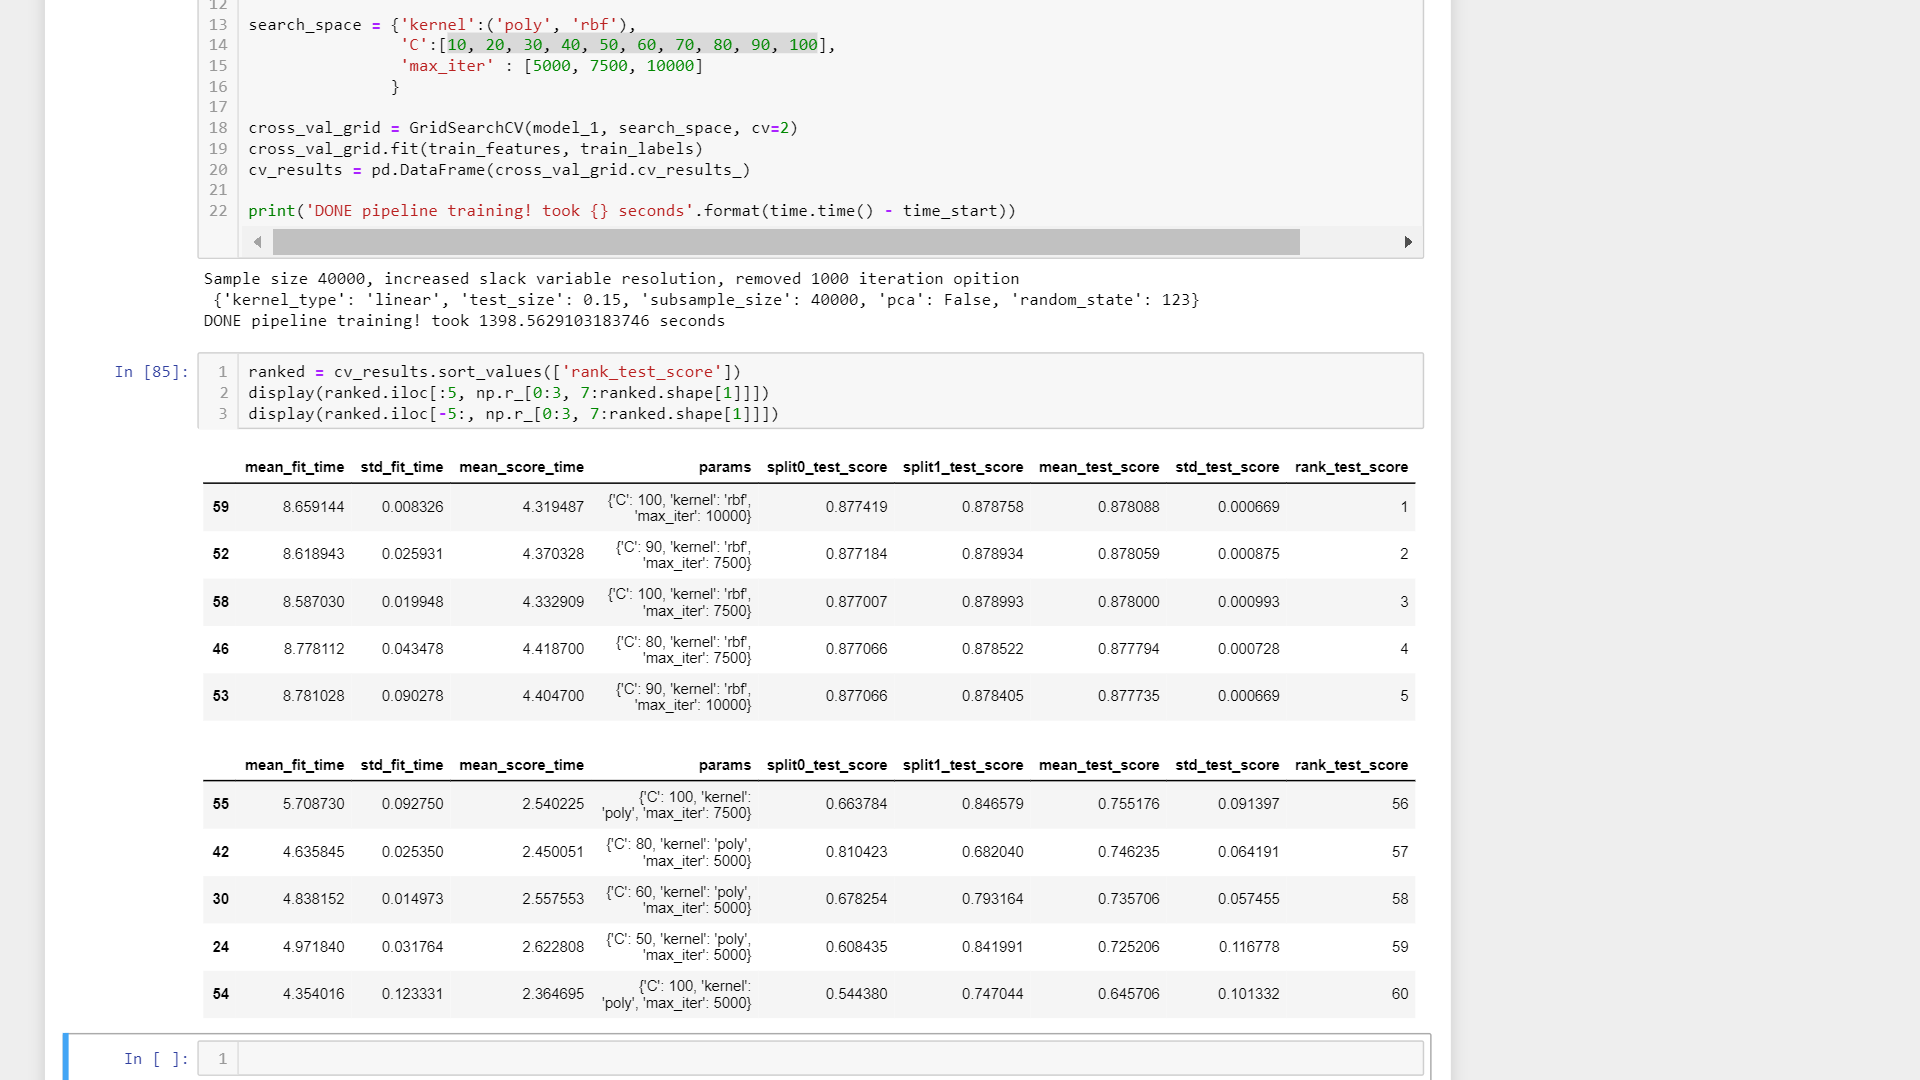 12
13 search_space = {'kernel':('poly', 'rbf'),
14 'C':[10, 20, 30, 40, 50, 60, 70, 80, 90, 100],
15 'max_iter' : [5000, 7500, 10000]
16 }
17
18 cross_val_grid = GridSearchCV(model_1, search_space, cv=2)
19 cross_val_grid.fit(train_features, train_labels)
20 cv_results = pd.DataFrame(cross_val_grid.cv_results_)
21
22 print('DONE pipeline training! took {} seconds'.format(time.time() - time_start))
Sample size 40000, increased slack variable resolution, removed 1000 iteration opition
{'kernel_type': 'linear', 'test_size': 0.15, 'subsample_size': 40000, 'pca': False, 'random_state': 123}
DONE pipeline training! took 1398.5629103183746 seconds
In [85]: 1 ranked = cv_results.sort_values(['rank_test_score'])
2 display(ranked.iloc[:5, np.r_[0:3, 7:ranked.shape[1]]])
3 display(ranked.iloc[-5:, np.r_[0:3, 7:ranked.shape[1]]])
mean_fit_time std_fit_time mean_score_time params split0_test_score split1_test_score mean_test_score std_test_score rank_test_score
59 8.659144 0.008326 4.319487 {'C': 100, 'kernel': 'rbf', 'max_iter': 10000} 0.877419 0.878758 0.878088 0.000669 1
52 8.618943 0.025931 4.370328 {'C': 90, 'kernel': 'rbf', 'max_iter': 7500} 0.877184 0.878934 0.878059 0.000875 2
58 8.587030 0.019948 4.332909 {'C': 100, 'kernel': 'rbf', 'max_iter': 7500} 0.877007 0.878993 0.878000 0.000993 3
46 8.778112 0.043478 4.418700 {'C': 80, 'kernel': 'rbf', 'max_iter': 7500} 0.877066 0.878522 0.877794 0.000728 4
53 8.781028 0.090278 4.404700 {'C': 90, 'kernel': 'rbf', 'max_iter': 10000} 0.877066 0.878405 0.877735 0.000669 5
mean_fit_time std_fit_time mean_score_time params split0_test_score split1_test_score mean_test_score std_test_score rank_test_score
55 5.708730 0.092750 2.540225 {'C': 100, 'kernel': 'poly', 'max_iter': 7500} 0.663784 0.846579 0.755176 0.091397 56
42 4.635845 0.025350 2.450051 {'C': 80, 'kernel': 'poly', 'max_iter': 5000} 0.810423 0.682040 0.746235 0.064191 57
30 4.838152 0.014973 2.557553 {'C': 60, 'kernel': 'poly', 'max_iter': 5000} 0.678254 0.793164 0.735706 0.057455 58
24 4.971840 0.031764 2.622808 {'C': 50, 'kernel': 'poly', 'max_iter': 5000} 0.608435 0.841991 0.725206 0.116778 59
54 4.354016 0.123331 2.364695 {'C': 100, 'kernel': 'poly', 'max_iter': 5000} 0.544380 0.747044 0.645706 0.101332 60
In [ ]: 1